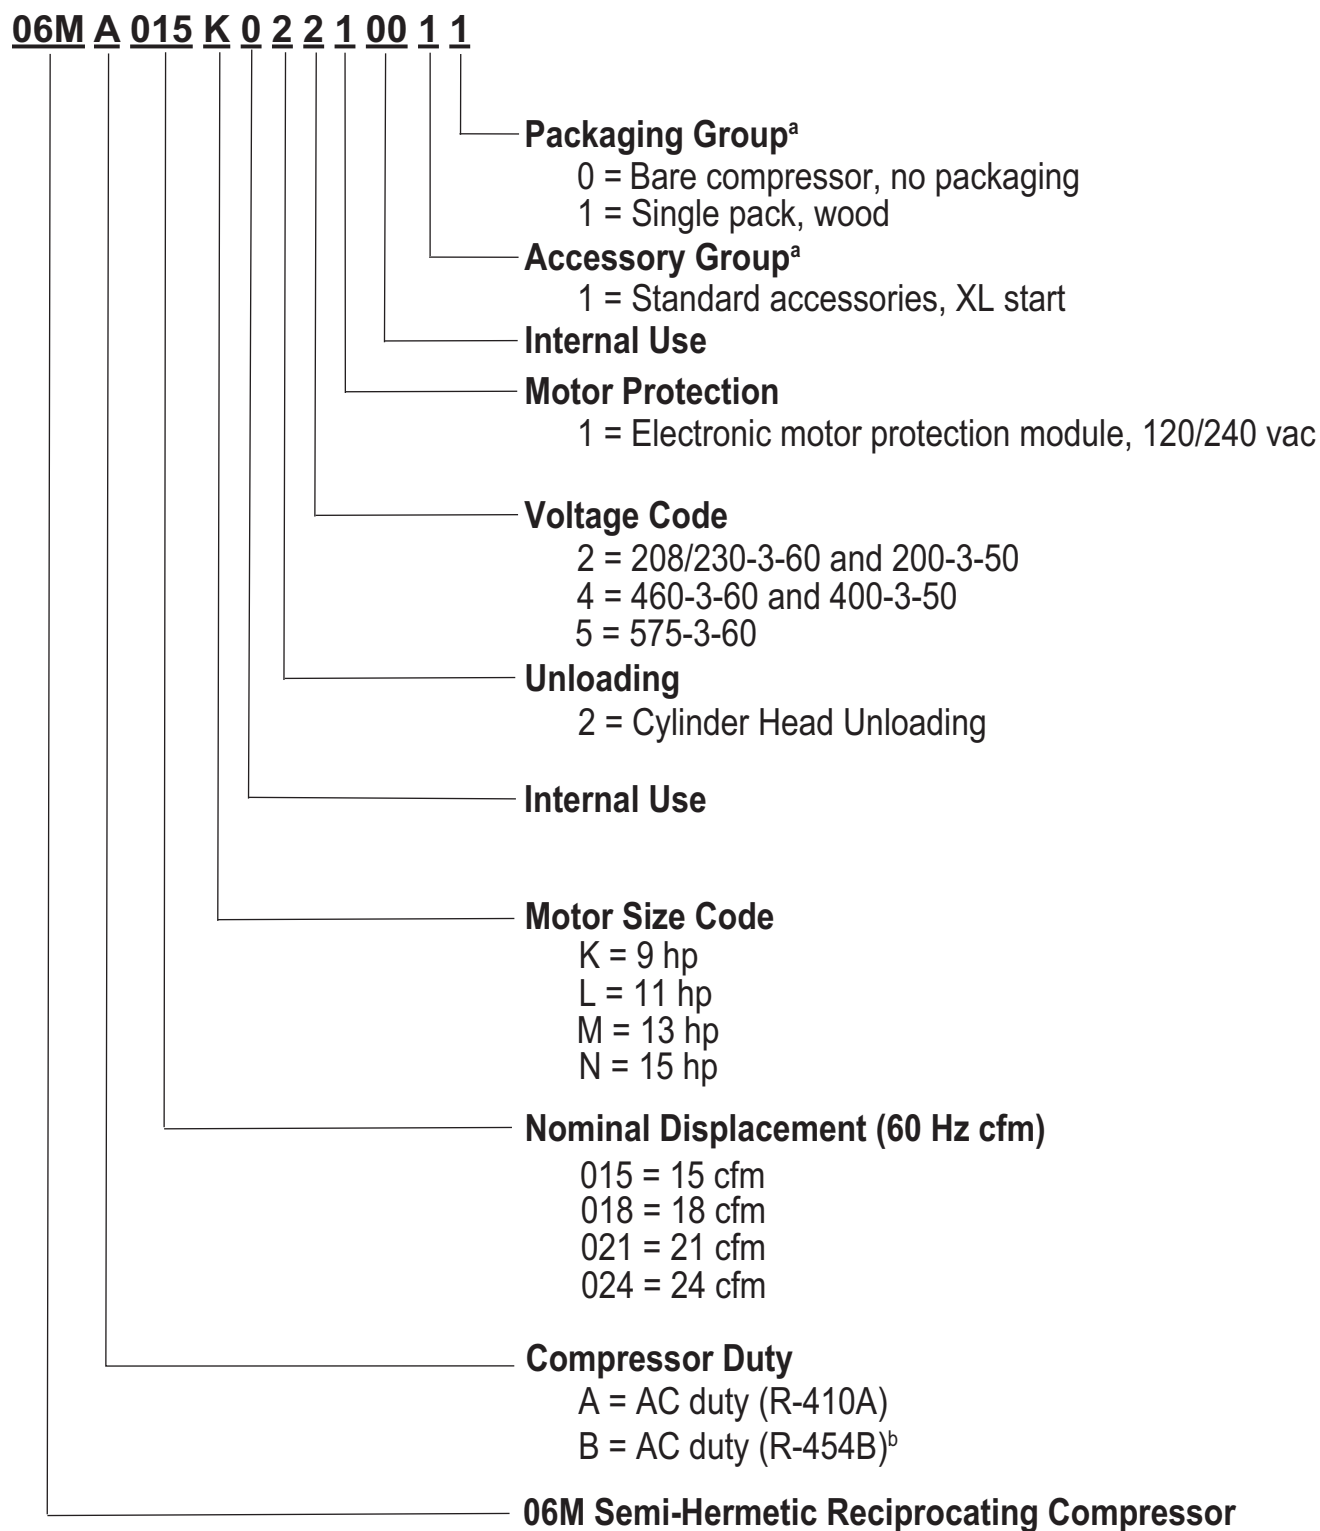 06M A 015 K 0 2 2 1 00 1 1
Packaging Groupᵃ
0 = Bare compressor, no packaging
1 = Single pack, wood
Accessory Groupᵃ
1 = Standard accessories, XL start
Internal Use
Motor Protection
1 = Electronic motor protection module, 120/240 vac
Voltage Code
2 = 208/230-3-60 and 200-3-50
4 = 460-3-60 and 400-3-50
5 = 575-3-60
Unloading
2 = Cylinder Head Unloading
Internal Use
Motor Size Code
K = 9 hp
L = 11 hp
M = 13 hp
N = 15 hp
Nominal Displacement (60 Hz cfm)
015 = 15 cfm
018 = 18 cfm
021 = 21 cfm
024 = 24 cfm
Compressor Duty
A = AC duty (R-410A)
B = AC duty (R-454B)ᵇ
06M Semi-Hermetic Reciprocating Compressor